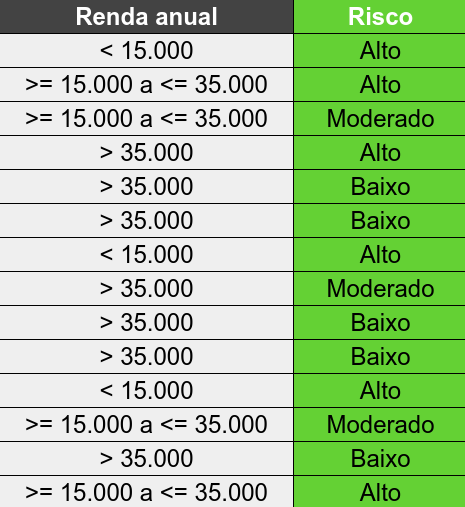 Renda anual Risco
< 15.000 Alto
>= 15.000 a <= 35.000 Alto
>= 15.000 a <= 35.000 Moderado
> 35.000 Alto
> 35.000 Baixo
> 35.000 Baixo
< 15.000 Alto
> 35.000 Moderado
> 35.000 Baixo
> 35.000 Baixo
< 15.000 Alto
>= 15.000 a <= 35.000 Moderado
> 35.000 Baixo
>= 15.000 a <= 35.000 Alto